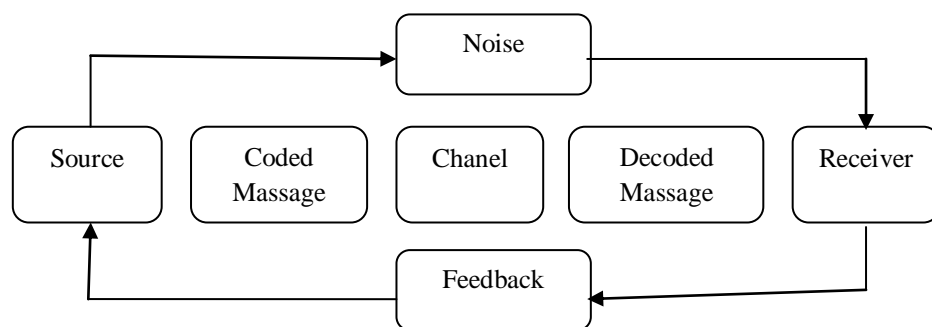 Noise
Source
Coded
Massage
Chanel
Decoded
Massage
Receiver
Feedback